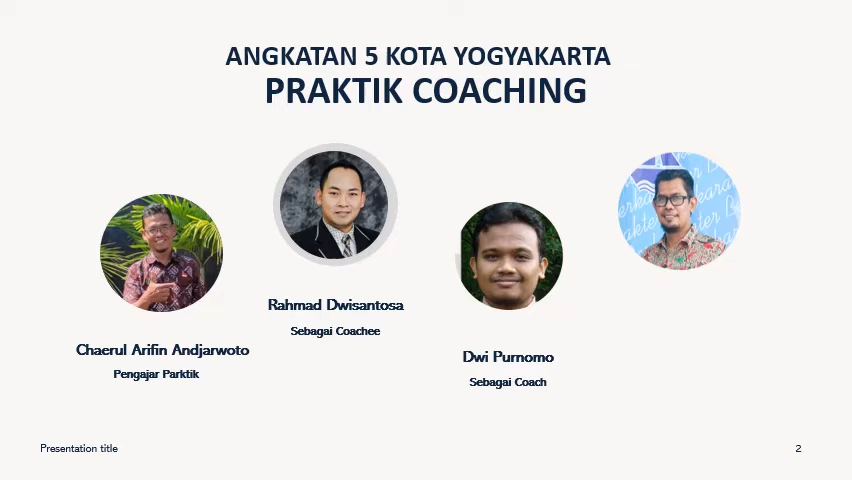 ANGKATAN 5 KOTA YOGYAKARTA
PRAKTIK COACHING
Rahmad Dwisantosa
Sebagai Coachee
Chaerul Arifin Andjarwoto
Pengajar Parktik
Dwi Purnomo
Sebagai Coach
Presentation title
2